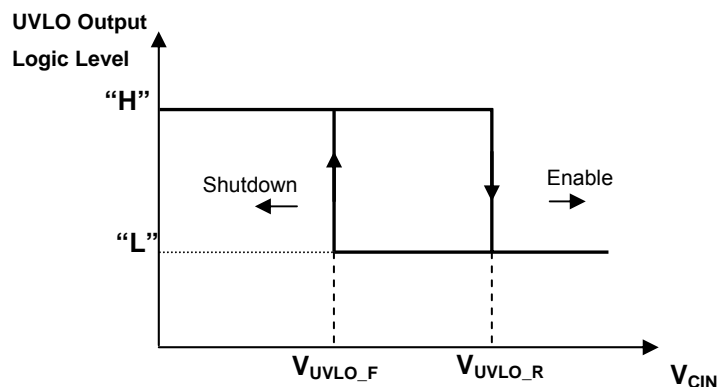 UVLO Output
Logic Level
“H”
Shutdown
Enable
“L”
VUVLO_F
VUVLO_R
VCIN